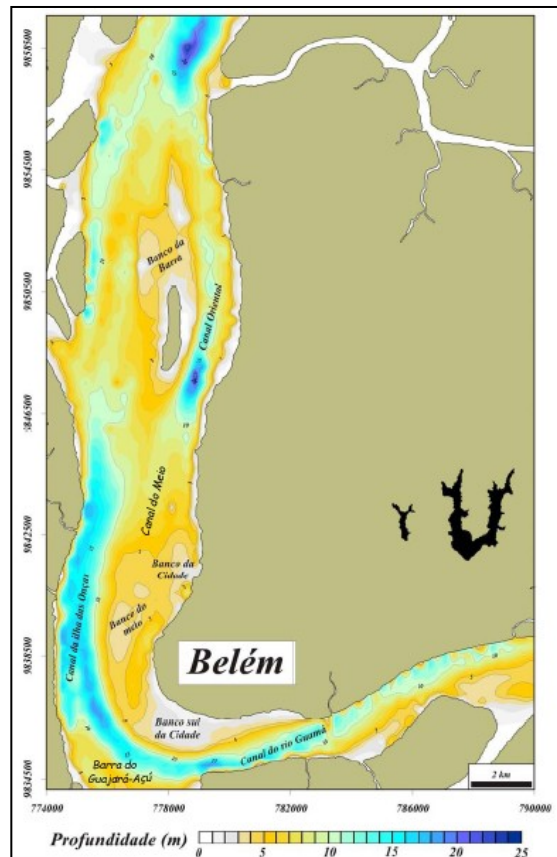 9858500
9854500
Banco da
Barra
9850500
Canal Oriental
9846500
19
Canal do Meio
9842500
Banco da
Cidade
Canal da ilha das Onças
Banco do
meio
9838500
Belém
Banco sul
da Cidade
Canal do rio Guamá
Barra do
Guajará-Açú
9834500
2 km
774000 778000 782000 786000 790000
Profundidade (m) 0 5 10 15 20 25